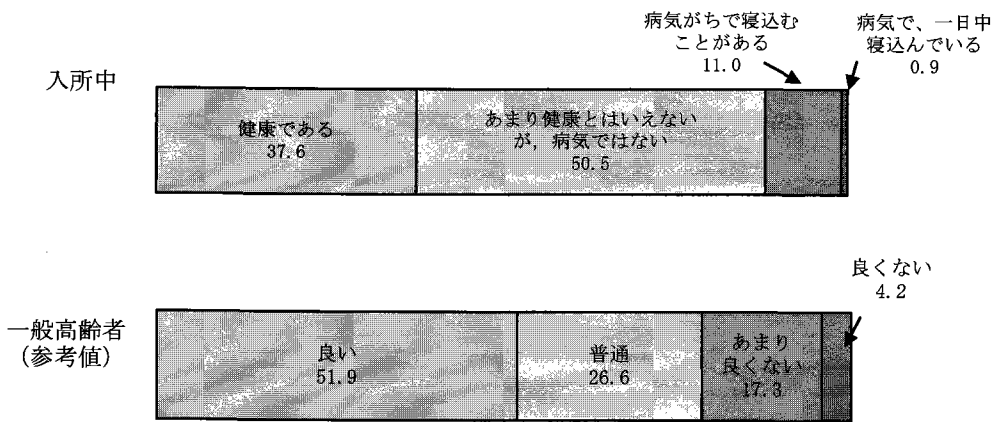 病気がちで寝込む
ことがある
11.0
病気で、一日中
寝込んでいる
0.9
入所中
健康である
37.6
あまり健康とはいえない
が，病気ではない
50.5
良くない
4.2
一般高齢者
（参考値）
良い
51.9
普通
26.6
あまり
良くない
17.3